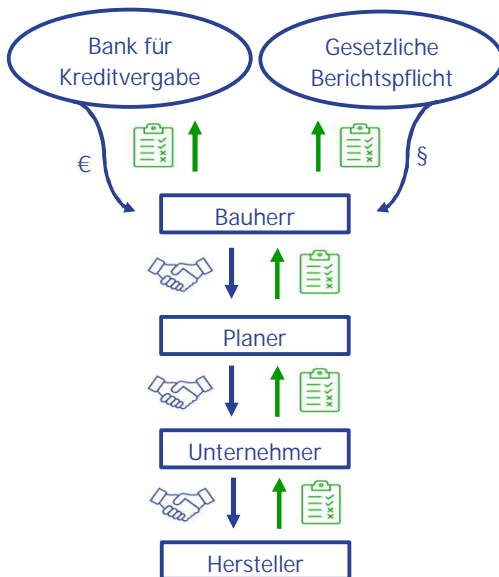 Bank für
Kreditvergabe
Gesetzliche
Berichtspflicht
€
§
Bauherr
Planer
Unternehmer
Hersteller